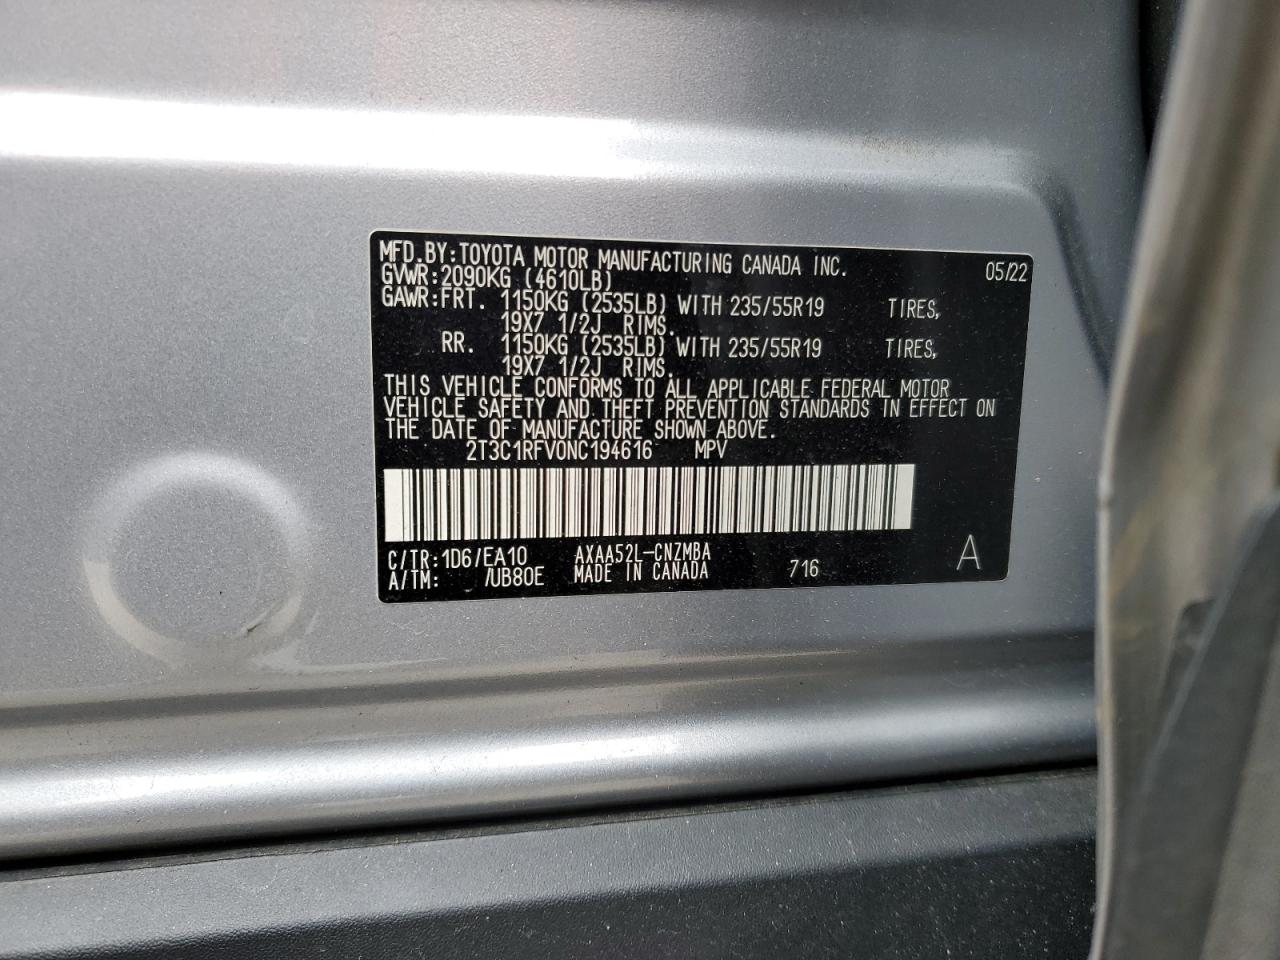 MFD.BY:TOYOTA MOTOR MANUFACTURING CANADA INC. 05/22
GVWR:2090KG (4610LB)
GAWR:FRT. 1150KG (2535LB) WITH 235/55R19 TIRES,
19X7 1/2J RIMS.
RR. 1150KG (2535LB) WITH 235/55R19 TIRES,
19X7 1/2J RIMS.
THIS VEHICLE CONFORMS TO ALL APPLICABLE FEDERAL MOTOR
VEHICLE SAFETY AND THEFT PREVENTION STANDARDS IN EFFECT ON
THE DATE OF MANUFACTURE SHOWN ABOVE.
2T3C1RFV0NC194616 MPV
C/TR:1D6/EA10 AXAA52L-CNZMBA
A/TM: /UB80E MADE IN CANADA 716 A